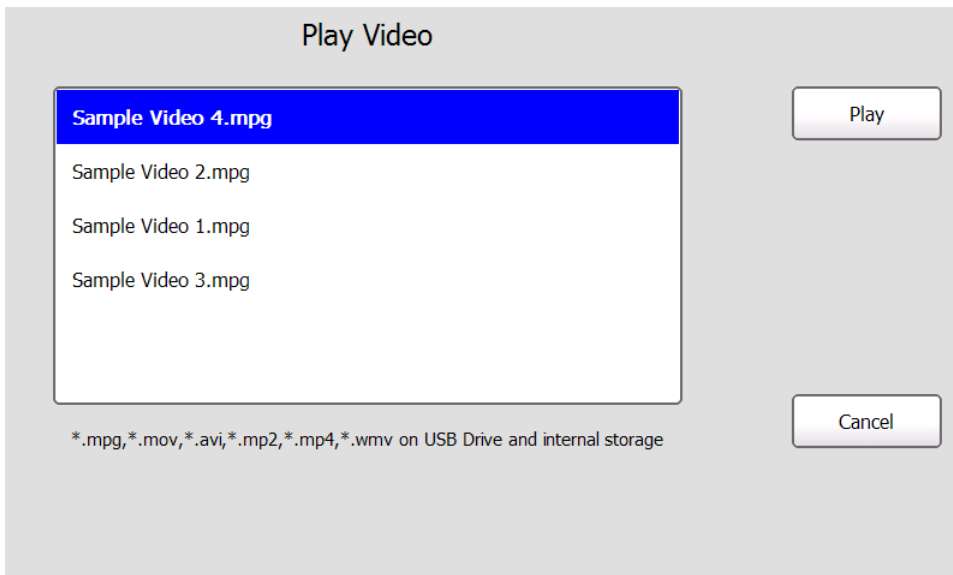 Play Video
Sample Video 4.mpg
Sample Video 2.mpg
Sample Video 1.mpg
Sample Video 3.mpg
Play
Cancel
*.mpg,*.mov,*.avi,*.mp2,*.mp4,*.wmv on USB Drive and internal storage